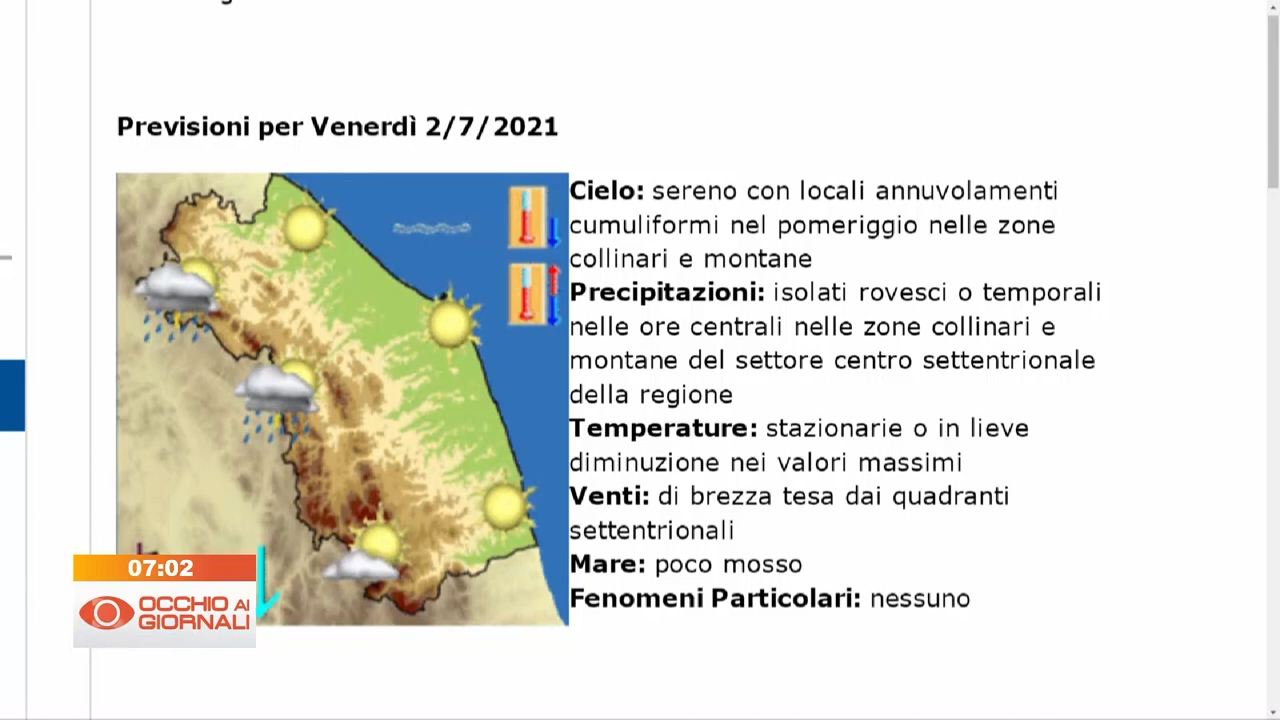 Previsioni per Venerdì 2/7/2021
Cielo: sereno con locali annuvolamenti
cumuliformi nel pomeriggio nelle zone
collinari e montane
Precipitazioni: isolati rovesci o temporali
nelle ore centrali nelle zone collinari e
montane del settore centro settentrionale
della regione
Temperature: stazionarie o in lieve
diminuzione nei valori massimi
Venti: di brezza tesa dai quadranti
settentrionali
Mare: poco mosso
Fenomeni Particolari: nessuno
07:02
OCCHIO AI
GIORNALI